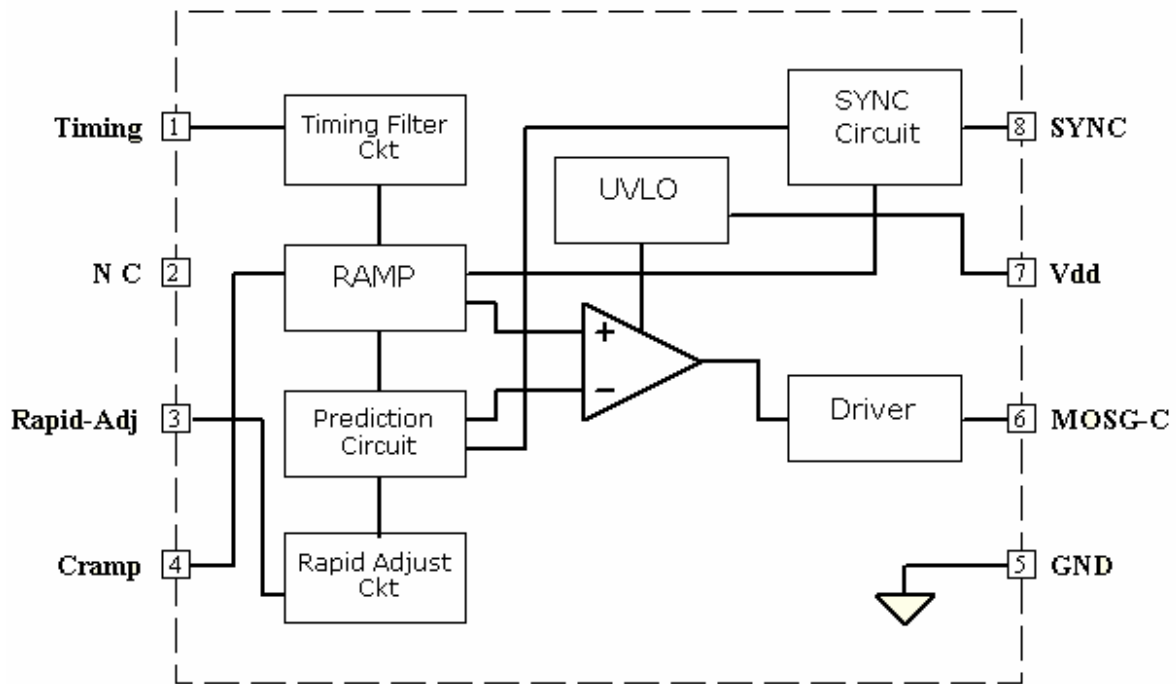 Timing
1
Timing Filter
Ckt
SYNC
Circuit
8
SYNC
UVLO
N C
2
RAMP
7
Vdd
+
−
Rapid-Adj
3
Prediction
Circuit
Driver
6
MOSG-C
Cramp
4
Rapid Adjust
Ckt
5
GND